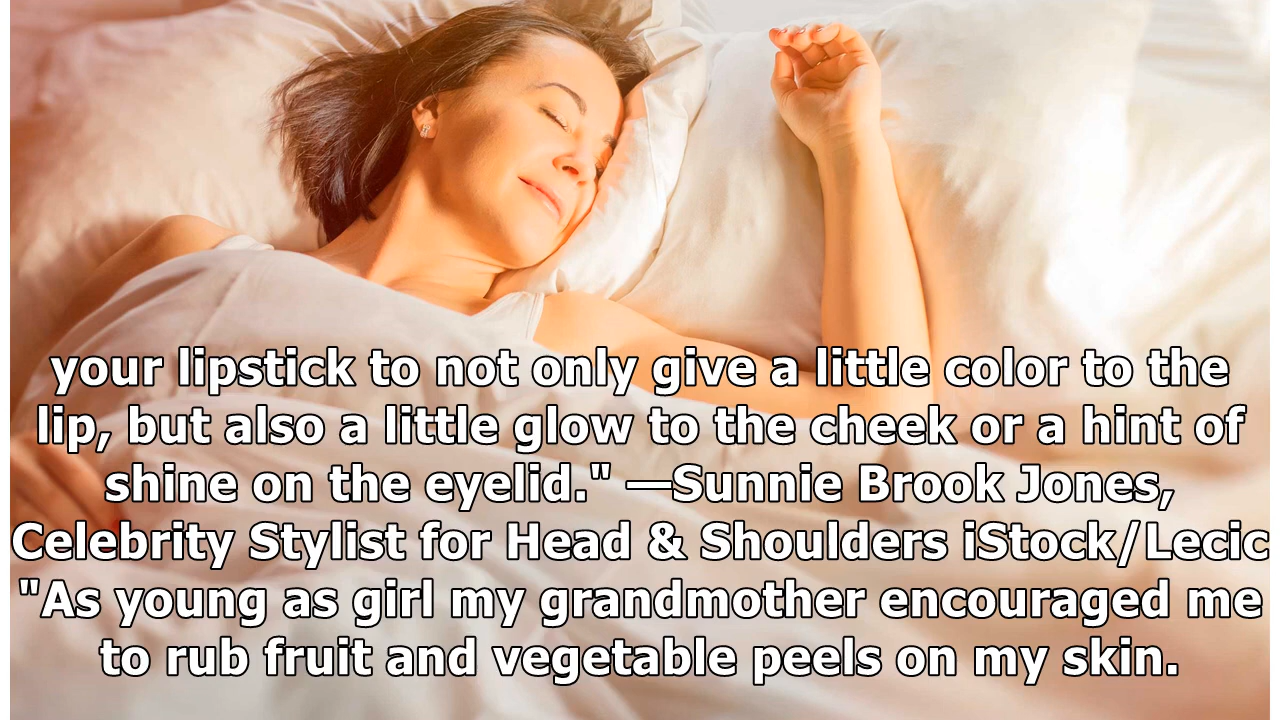 your lipstick to not only give a little color to the
lip, but also a little glow to the cheek or a hint of
shine on the eyelid." —Sunnie Brook Jones,
Celebrity Stylist for Head & Shoulders iStock/Lecic
"As young as girl my grandmother encouraged me
to rub fruit and vegetable peels on my skin.